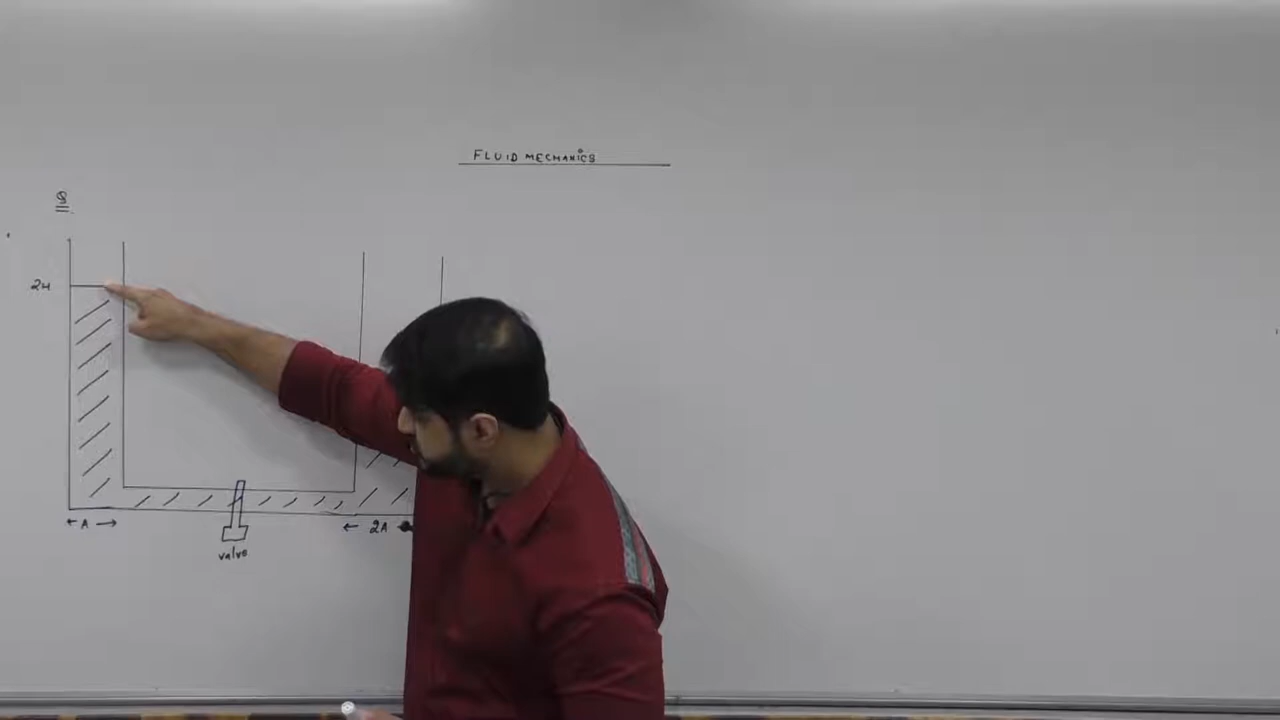 FLUID MECHANICS
Q
2H
← A →
← 2A
valve